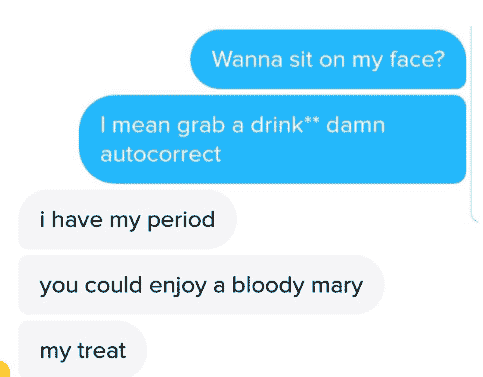 Wanna sit on my face?
I mean grab a drink** damn
autocorrect
i have my period
you could enjoy a bloody mary
my treat